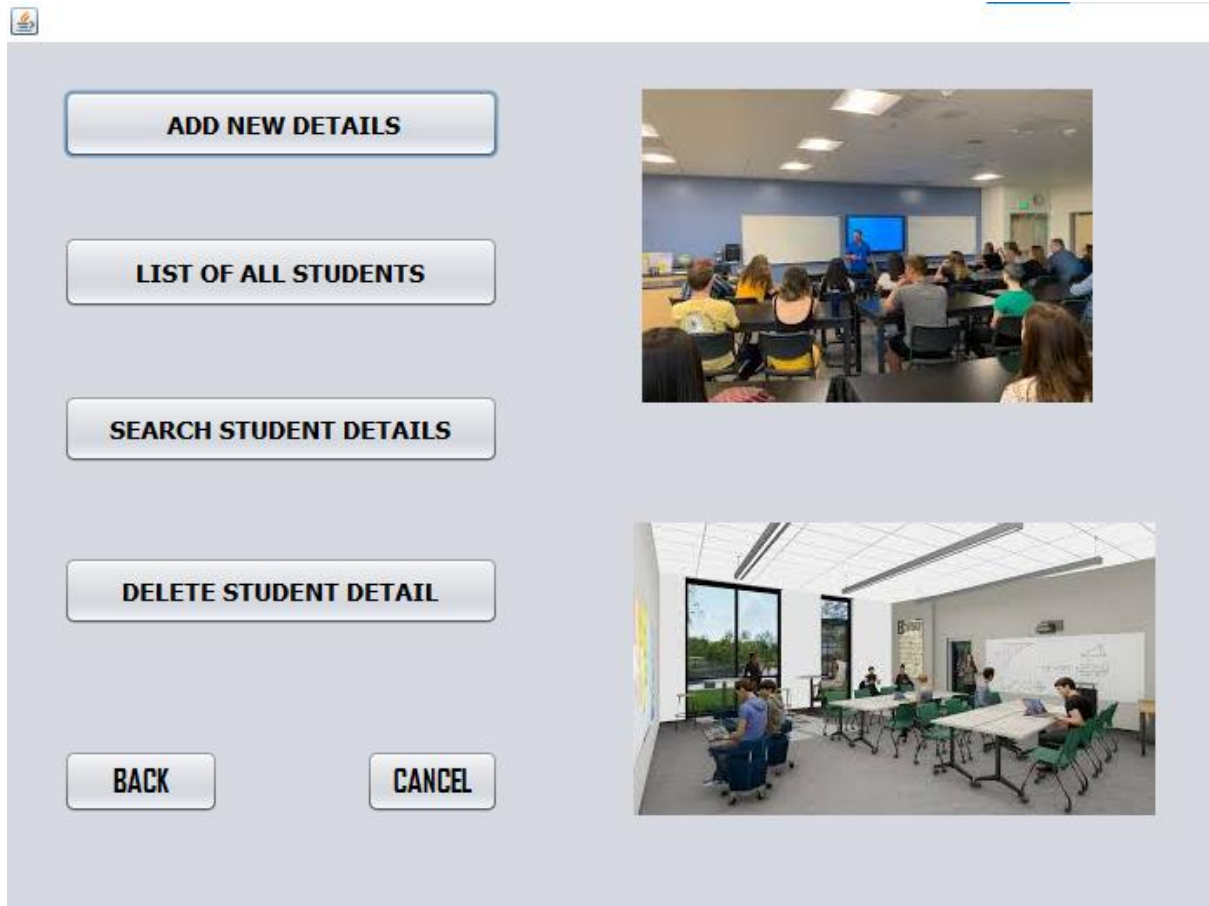 ADD NEW DETAILS
LIST OF ALL STUDENTS
SEARCH STUDENT DETAILS
DELETE STUDENT DETAIL
BACK
CANCEL